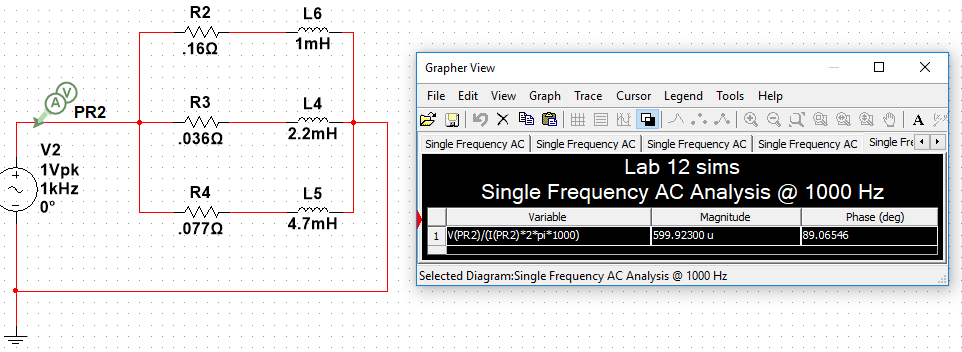 R2
.16Ω
L6
1mH
A V
PR2
R3
.036Ω
L4
2.2mH
V2
1Vpk
1kHz
0°
R4
.077Ω
L5
4.7mH
Grapher View
File Edit View Graph Trace Cursor Legend Tools Help
A
Single Frequency AC Single Frequency AC Single Frequency AC Single Frequency AC Single Fre
Lab 12 sims
Single Frequency AC Analysis @ 1000 Hz
Variable Magnitude Phase (deg)
1 V(PR2)/(I(PR2)*2*pi*1000) 599.92300 u 89.06546
Selected Diagram:Single Frequency AC Analysis @ 1000 Hz